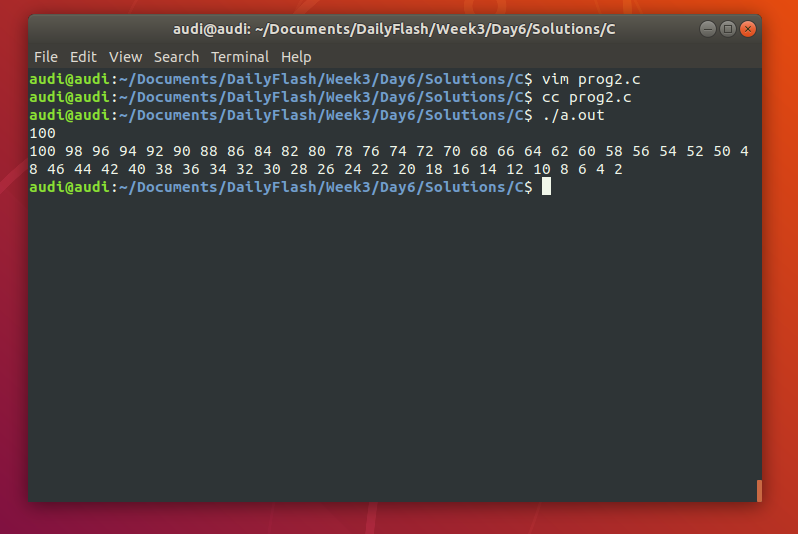 audi@audi: ~/Documents/DailyFlash/Week3/Day6/Solutions/C
File Edit View Search Terminal Help
audi@audi:~/Documents/DailyFlash/Week3/Day6/Solutions/C$ vim prog2.c
audi@audi:~/Documents/DailyFlash/Week3/Day6/Solutions/C$ cc prog2.c
audi@audi:~/Documents/DailyFlash/Week3/Day6/Solutions/C$ ./a.out
100
100 98 96 94 92 90 88 86 84 82 80 78 76 74 72 70 68 66 64 62 60 58 56 54 52 50 4
8 46 44 42 40 38 36 34 32 30 28 26 24 22 20 18 16 14 12 10 8 6 4 2
audi@audi:~/Documents/DailyFlash/Week3/Day6/Solutions/C$